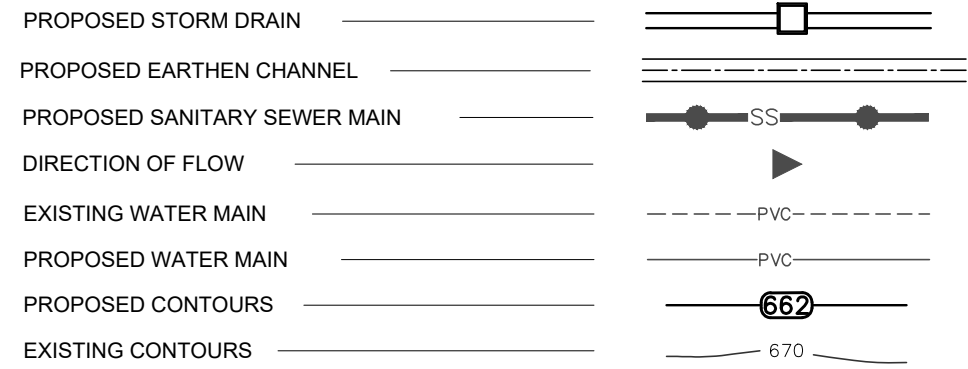 PROPOSED STORM DRAIN
PROPOSED EARTHEN CHANNEL
PROPOSED SANITARY SEWER MAIN SS
DIRECTION OF FLOW
EXISTING WATER MAIN PVC
PROPOSED WATER MAIN PVC
PROPOSED CONTOURS 662
EXISTING CONTOURS 670